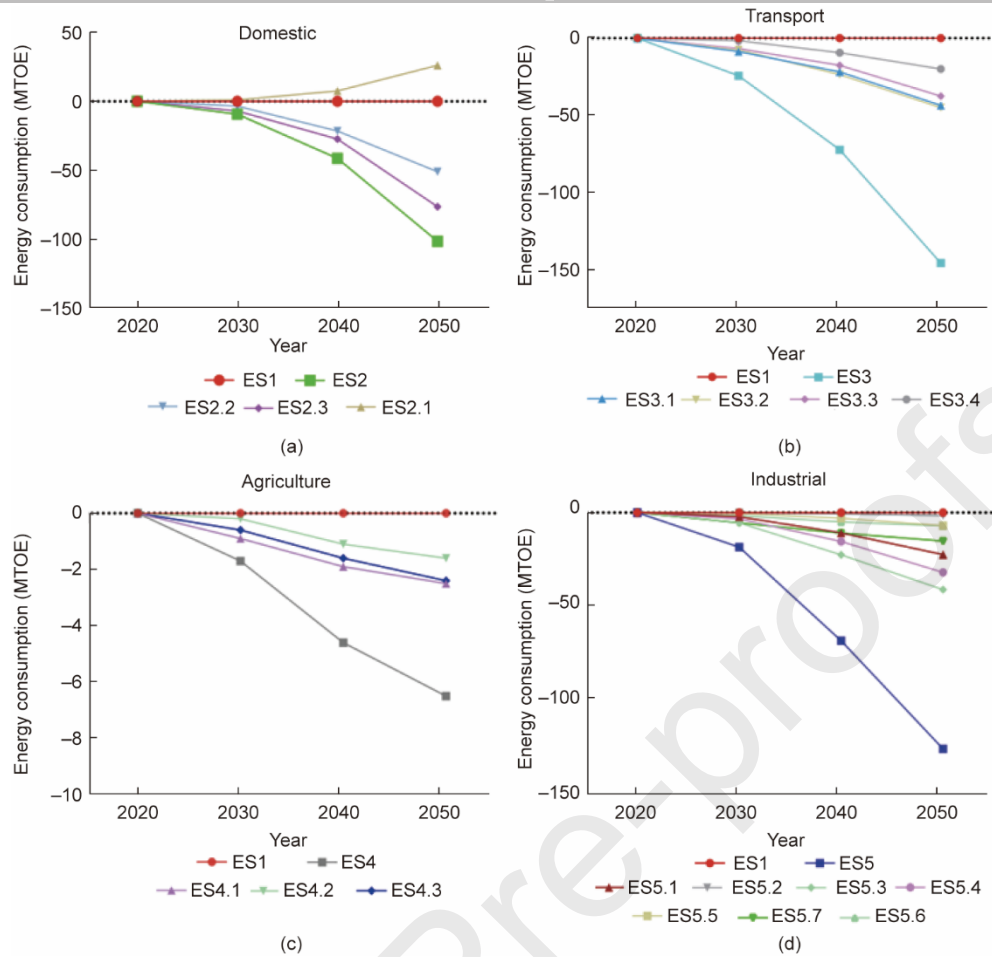 Domestic
50
0
–50
–100
–150
Energy consumption (MTOE)
2020 2030 2040 2050
Year
ES1 ES2
ES2.2 ES2.3 ES2.1
(a)
Transport
0
–50
–100
–150
Energy consumption (MTOE)
2020 2030 2040 2050
Year
ES1 ES3
ES3.1 ES3.2 ES3.3 ES3.4
(b)
Agriculture
0
–2
–4
–6
–8
–10
Energy consumption (MTOE)
2020 2030 2040 2050
Year
ES1 ES4
ES4.1 ES4.2 ES4.3
(c)
Industrial
0
–50
–100
–150
Energy consumption (MTOE)
2020 2030 2040 2050
Year
ES1 ES5
ES5.1 ES5.2 ES5.3 ES5.4
ES5.5 ES5.7 ES5.6
(d)
Pre-proofs